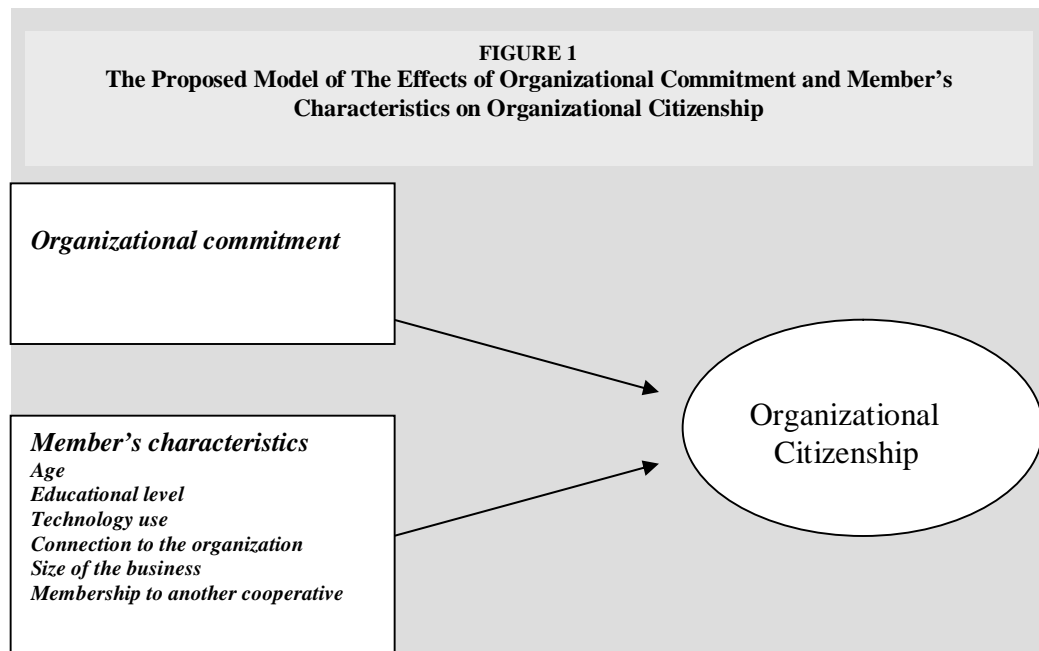 FIGURE 1
The Proposed Model of The Effects of Organizational Commitment and Member’s
Characteristics on Organizational Citizenship
Organizational commitment
Member’s characteristics
Age
Educational level
Technology use
Connection to the organization
Size of the business
Membership to another cooperative
Organizational
Citizenship